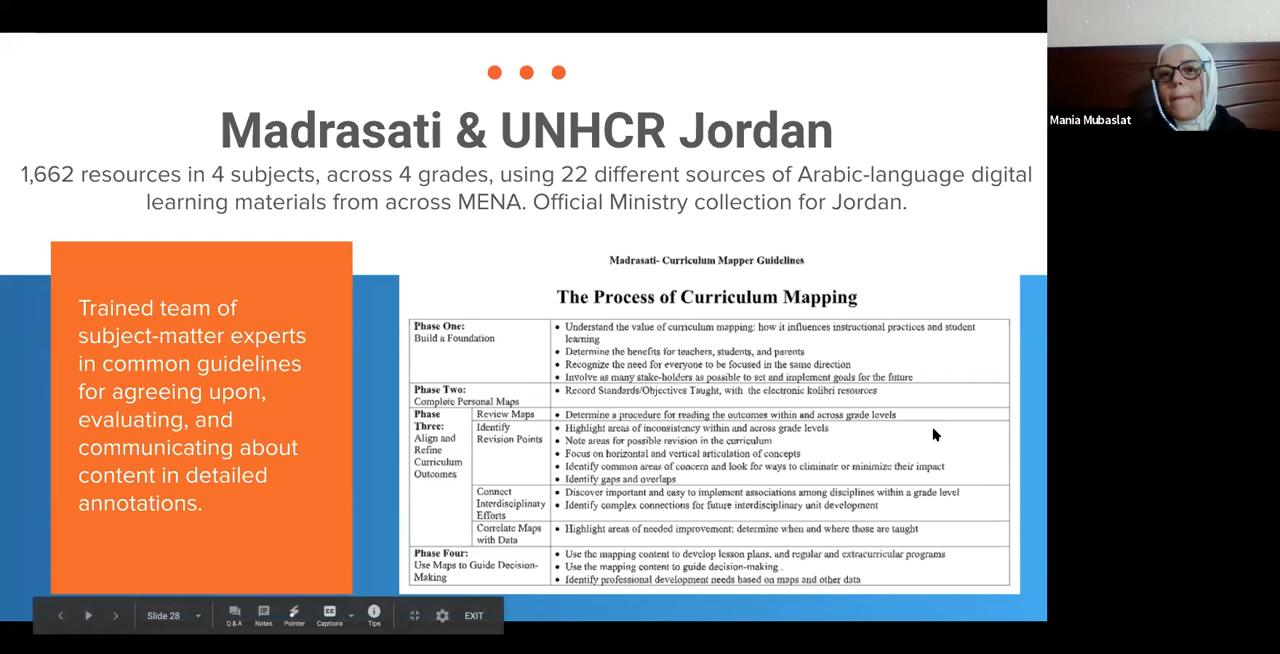 Madrasati & UNHCR Jordan
1,662 resources in 4 subjects, across 4 grades, using 22 different sources of Arabic-language digital
learning materials from across MENA. Official Ministry collection for Jordan.
Trained team of
subject-matter experts
in common guidelines
for agreeing upon,
evaluating, and
communicating about
content in detailed
annotations.
Madrasati- Curriculum Mapper Guidelines
The Process of Curriculum Mapping
Phase One:
Build a Foundation
• Understand the value of curriculum mapping: how it influences instructional practices and student
learning
• Determine the benefits for teachers, students, and parents
• Recognize the need for everyone to be focused in the same direction
• Involve as many stake-holders as possible to set and implement goals for the future
Phase Two:
Complete Personal Maps
• Record Standards/Objectives Taught, with the electronic kolibri resources
Phase
Three:
Align and
Refine
Curriculum
Outcomes
Review Maps
• Determine a procedure for reading the outcomes within and across grade levels
Identify
Revision Points
• Highlight areas of inconsistency within and across grade levels
• Note areas for possible revision in the curriculum
• Focus on horizontal and vertical articulation of concepts
• Identify common areas of concern and look for ways to eliminate or minimize their impact
• Identify gaps and overlaps
Connect
Interdisciplinary
Efforts
• Discover important and easy to implement associations among disciplines within a grade level
• Identify complex connections for future interdisciplinary unit development
Correlate Maps
with Data
• Highlight areas of needed improvement; determine when and where those are taught
Phase Four:
Use Maps to Guide Decision-
Making
• Use the mapping content to develop lesson plans, and regular and extracurricular programs
• Use the mapping content to guide decision-making .
• Identify professional development needs based on maps and other data
Slide 28
Q & A
Notes
Pointer
CC
Captions
Tips
EXIT
Mania Mubaslat